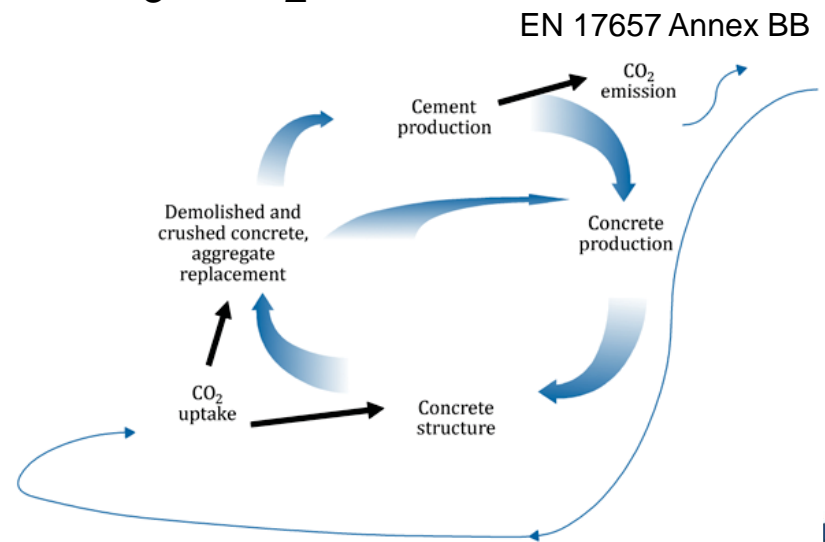 EN 17657 Annex BB
CO2
emission
Cement
production
Demolished and
crushed concrete,
aggregate
replacement
Concrete
production
CO2
uptake
Concrete
structure